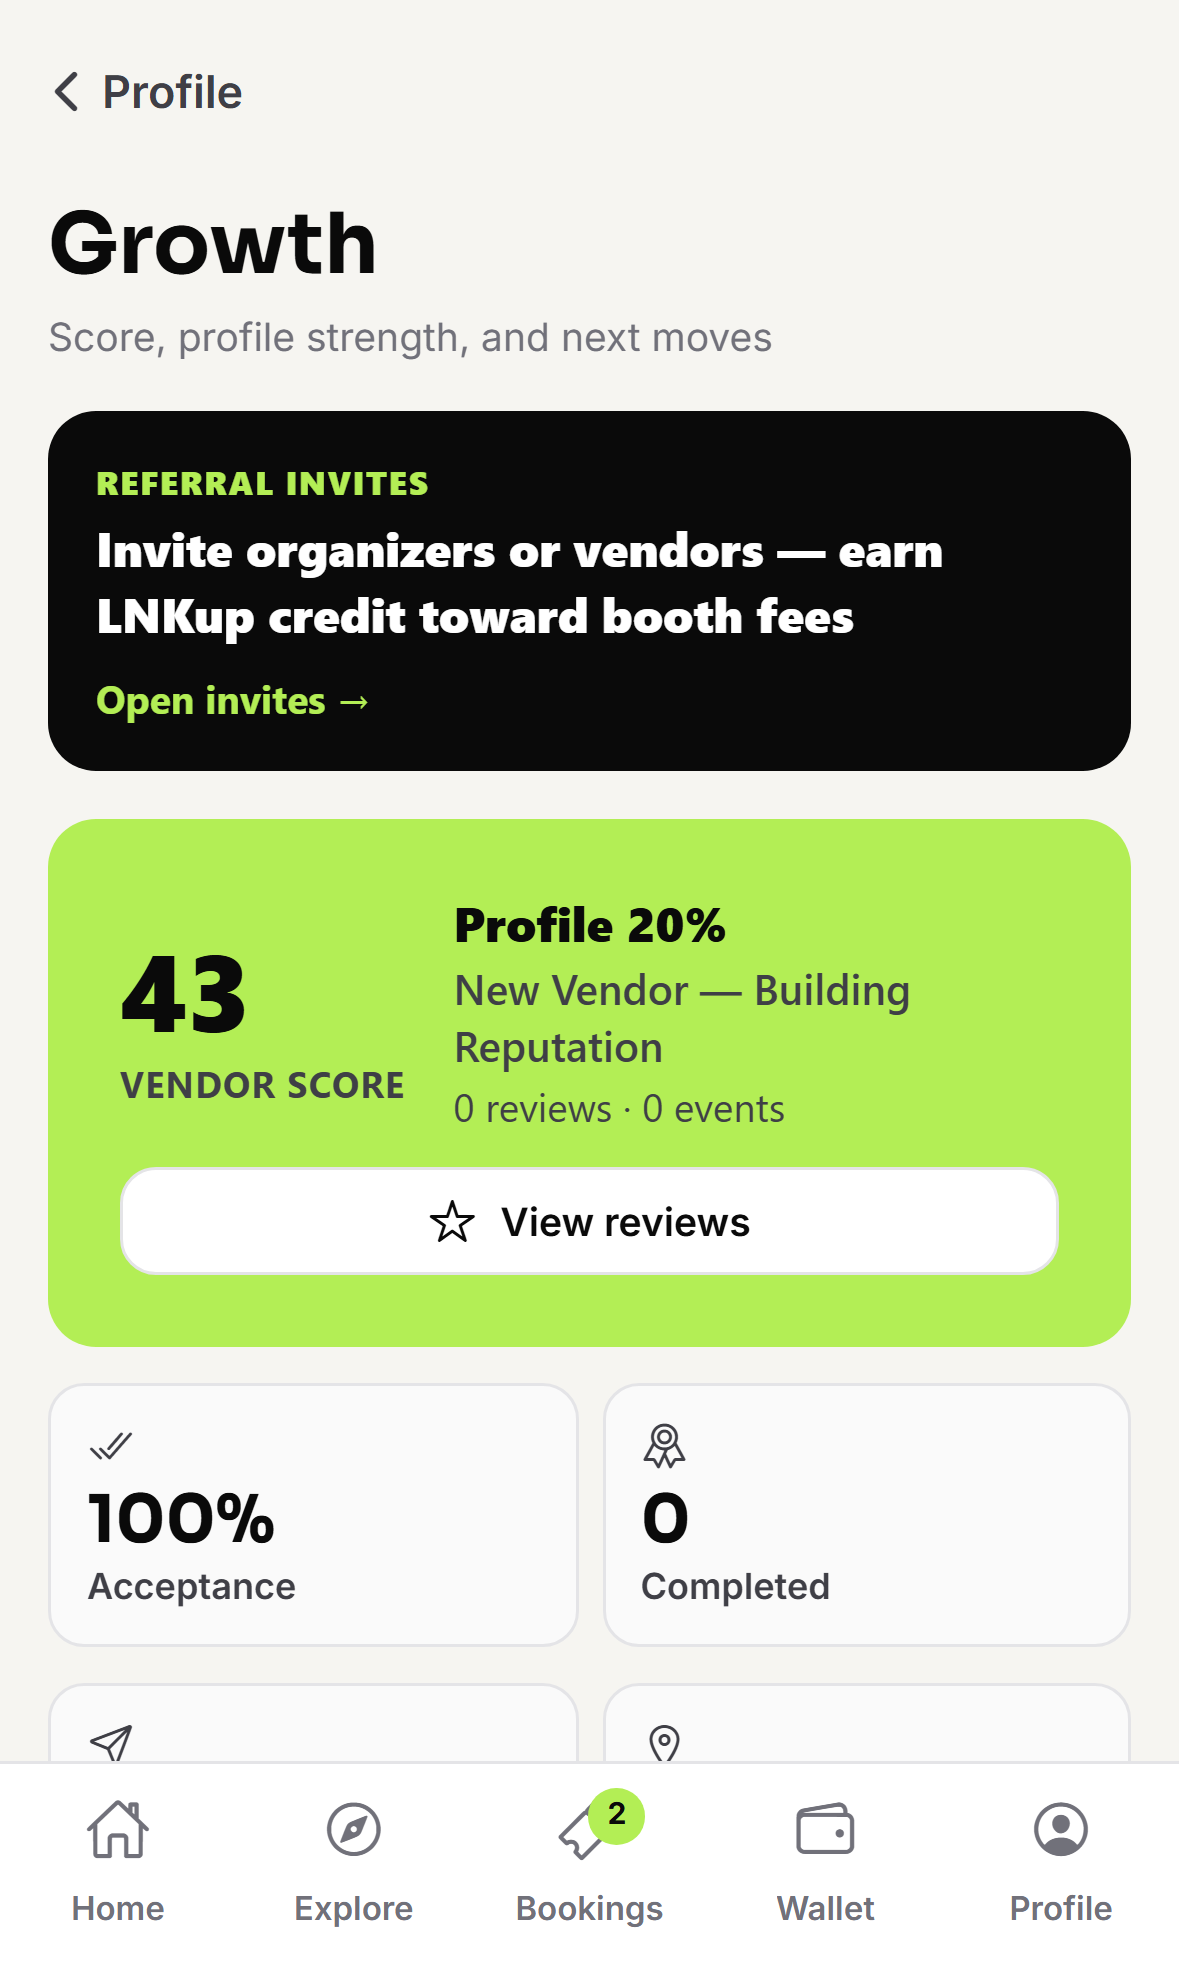 Profile
Growth
Score, profile strength, and next moves
REFERRAL INVITES
Invite organizers or vendors — earn
LNKup credit toward booth fees
Open invites →
43
VENDOR SCORE
Profile 20%
New Vendor — Building
Reputation
0 reviews · 0 events
View reviews
100%
Acceptance
0
Completed
2
Home
Explore
Bookings
Wallet
Profile